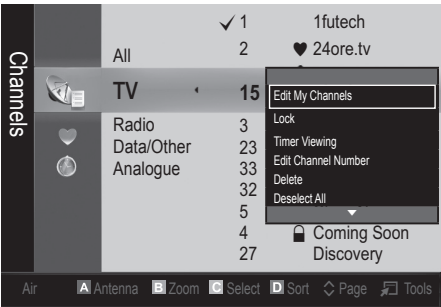 Channels
✓ 1 1futech
All 2 ♥ 24ore.tv
TV 15
Radio 3
Data/Other 23
Analogue 33
32
5
4 Coming Soon
27 Discovery
Edit My Channels
Lock
Timer Viewing
Edit Channel Number
Delete
Deselect All
Air A Antenna B Zoom C Select D Sort Page Tools